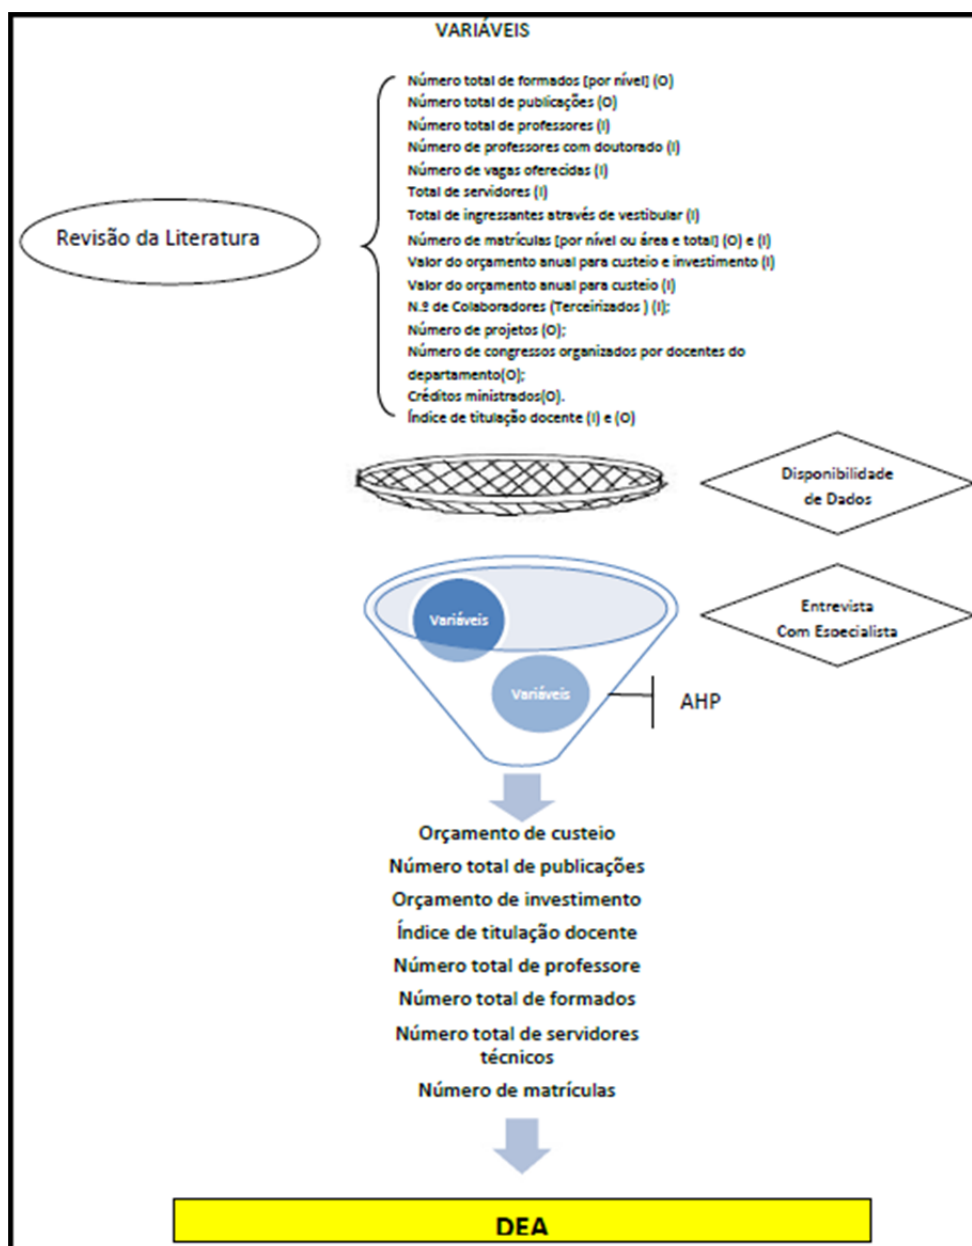 VARIÁVEIS
Número total de formados [por nível] (O)
Número total de publicações (O)
Número total de professores (I)
Número de professores com doutorado (I)
Número de vagas oferecidas (I)
Total de servidores (I)
Total de ingressantes através de vestibular (I)
Revisão da Literatura
Número de matrículas [por nível ou área e total] (O) e (I)
Valor do orçamento anual para custeio e investimento (I)
Valor do orçamento anual para custeio (I)
N.º de Colaboradores (Terceirizados ) (I);
Número de projetos (O);
Número de congressos organizados por docentes do
departamento(O);
Créditos ministrados(O).
Índice de titulação docente (I) e (O)
Disponibilidade
de Dados
Entrevista
Com Esoecialista
Variáveis
Variáveis
AHP
Orçamento de custeio
Número total de publicações
Orçamento de investimento
Índice de titulação docente
Número total de professore
Número total de formados
Número total de servidores
técnicos
Número de matrículas
DEA